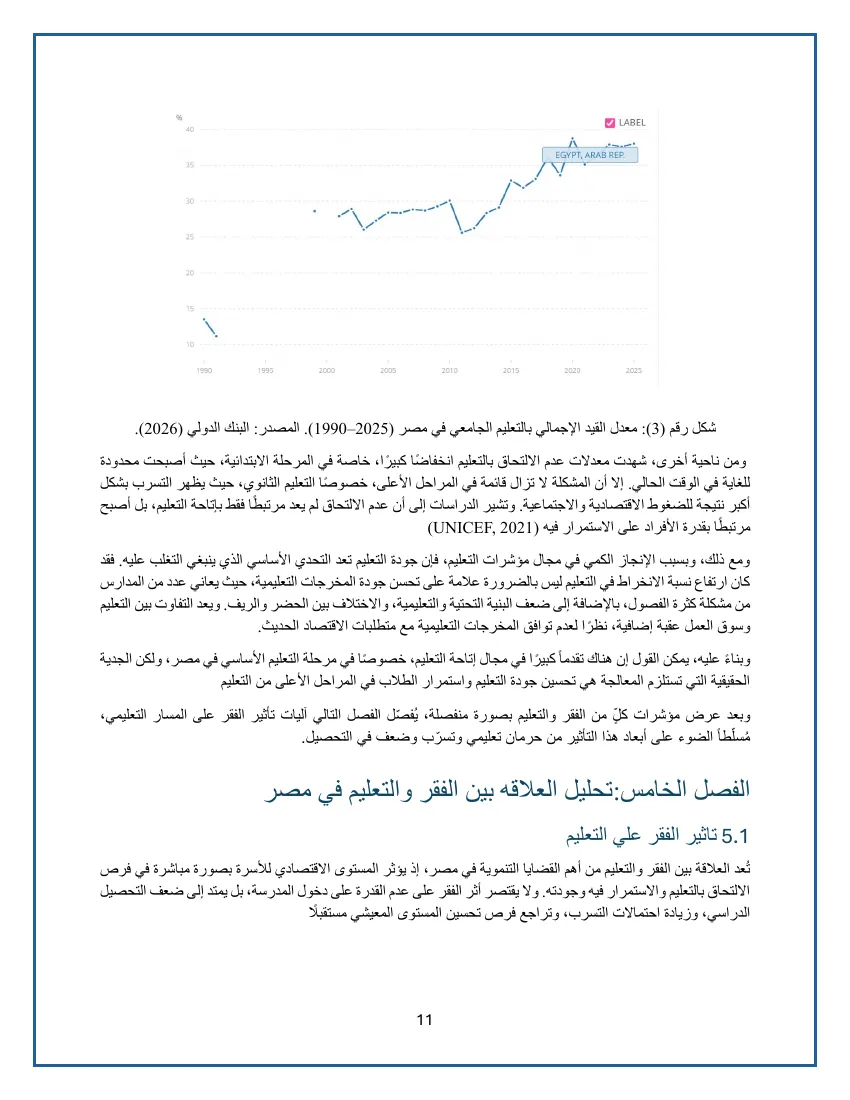 %
LABEL
40
EGYPT, ARAB REP.
35
30
25
20
15
10
1990 1995 2000 2005 2010 2015 2020 2025
شكل رقم (3): معدل القيد الإجمالي بالتعليم الجامعي في مصر (1990–2025). المصدر: البنك الدولي (2026).
ومن ناحية أخرى، شهدت معدلات عدم الالتحاق بالتعليم انخفاضًا كبيرًا، خاصة في المرحلة الابتدائية، حيث أصبحت محدودة
للغاية في الوقت الحالي. إلا أن المشكلة لا تزال قائمة في المراحل الأعلى، خصوصًا التعليم الثانوي، حيث يظهر التسرب بشكل
أكبر نتيجة للضغوط الاقتصادية والاجتماعية. وتشير الدراسات إلى أن عدم الالتحاق لم يعد مرتبطًا فقط بإتاحة التعليم، بل أصبح
مرتبطًا بقدرة الأفراد على الاستمرار فيه (UNICEF, 2021)
ومع ذلك، وبسبب الإنجاز الكمي في مجال مؤشرات التعليم، فإن جودة التعليم تعد التحدي الأساسي الذي ينبغي التغلب عليه. فقد
كان ارتفاع نسبة الانخراط في التعليم ليس بالضرورة علامة على تحسن جودة المخرجات التعليمية، حيث يعاني عدد من المدارس
من مشكلة كثرة الفصول، بالإضافة إلى ضعف البنية التحتية والتعليمية، والاختلاف بين الحضر والريف. ويعد التفاوت بين التعليم
وسوق العمل عقبة إضافية، نظرًا لعدم توافق المخرجات التعليمية مع متطلبات الاقتصاد الحديث.
وبناءً عليه، يمكن القول إن هناك تقدماً كبيرًا في مجال إتاحة التعليم، خصوصًا في مرحلة التعليم الأساسي في مصر، ولكن الجدية
الحقيقية التي تستلزم المعالجة هي تحسين جودة التعليم واستمرار الطلاب في المراحل الأعلى من التعليم
وبعد عرض مؤشرات كلٍّ من الفقر والتعليم بصورة منفصلة، يُفصّل الفصل التالي آليات تأثير الفقر على المسار التعليمي،
مُسلّطاً الضوء على أبعاد هذا التأثير من حرمان تعليمي وتسرّب وضعف في التحصيل.
الفصل الخامس:تحليل العلاقه بين الفقر والتعليم في مصر
5.1 تاثير الفقر علي التعليم
تُعد العلاقة بين الفقر والتعليم من أهم القضايا التنموية في مصر، إذ يؤثر المستوى الاقتصادي للأسرة بصورة مباشرة في فرص
الالتحاق بالتعليم والاستمرار فيه وجودته. ولا يقتصر أثر الفقر على عدم القدرة على دخول المدرسة، بل يمتد إلى ضعف التحصيل
الدراسي، وزيادة احتمالات التسرب، وتراجع فرص تحسين المستوى المعيشي مستقبلًا
11